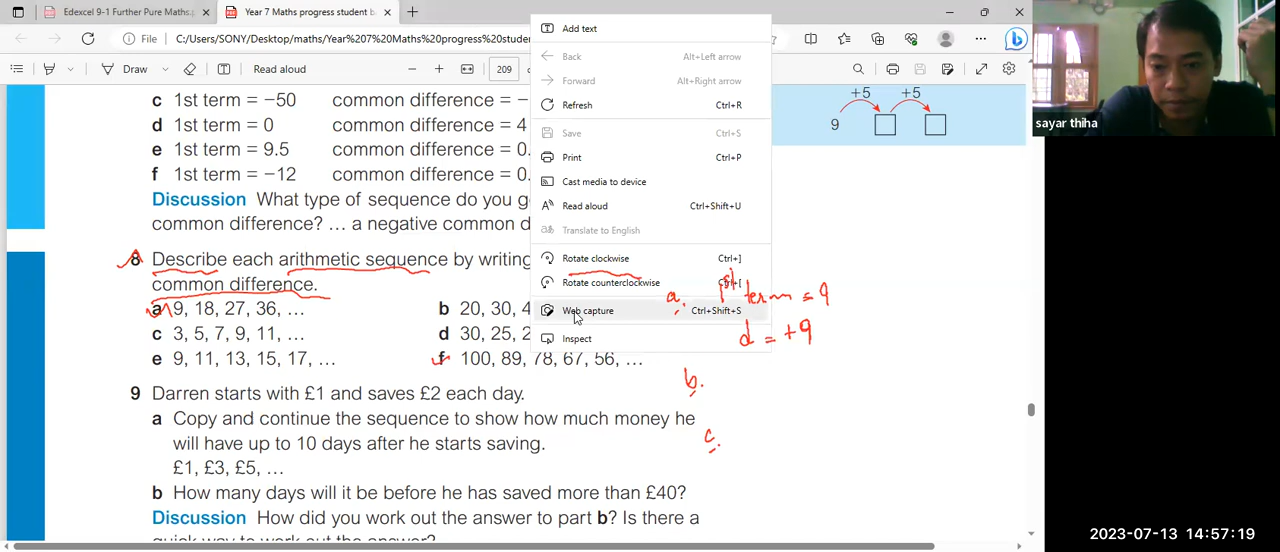 Edexcel 9-1 Further Pure Maths.p
Year 7 Maths progress student b
File
C:/Users/SONY/Desktop/maths/Year%207%20Maths%20progress%20studen
Draw
Read aloud
209
Add text
Back Alt+Left arrow
Forward Alt+Right arrow
Refresh Ctrl+R
Save Ctrl+S
Print Ctrl+P
Cast media to device
Read aloud Ctrl+Shift+U
Translate to English
Rotate clockwise Ctrl+]
Rotate counterclockwise Ctrl+[
Web capture Ctrl+Shift+S
Inspect
c 1st term = −50 common difference = −
d 1st term = 0 common difference = 4
e 1st term = 9.5 common difference = 0.
f 1st term = −12 common difference = 0.
Discussion What type of sequence do you g
common difference? … a negative common d
+5 +5
9
sayar thiha
8 Describe each arithmetic sequence by writing
common difference.
a 9, 18, 27, 36, …
b 20, 30, 4
c 3, 5, 7, 9, 11, …
d 30, 25, 2
e 9, 11, 13, 15, 17, …
f 100, 89, 78, 67, 56, …
a. 1st term = 9
d = +9
b.
c.
9 Darren starts with £1 and saves £2 each day.
a Copy and continue the sequence to show how much money he
will have up to 10 days after he starts saving.
£1, £3, £5, …
b How many days will it be before he has saved more than £40?
Discussion How did you work out the answer to part b? Is there a
quick way to work out the answer?
2023-07-13 14:57:19